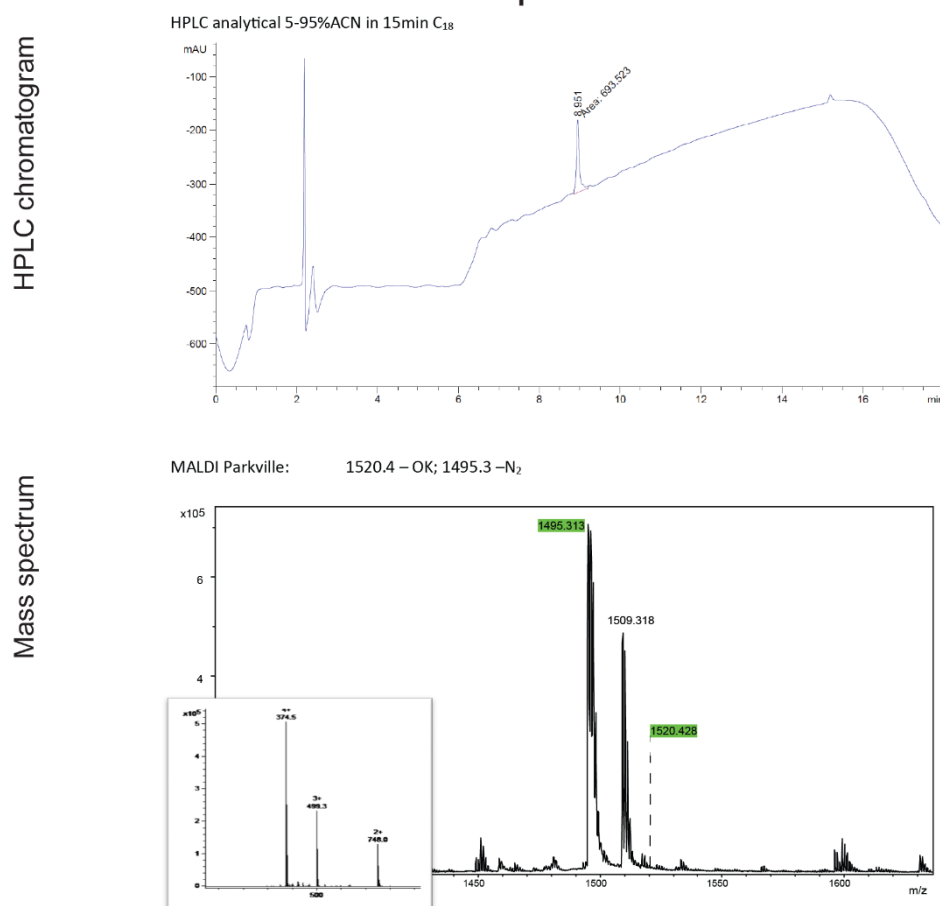 HPLC chromatogram
HPLC analytical 5-95%ACN in 15min C₁₈
mAU
-100
-200
-300
-400
-500
-600
8.951
Area: 693.523
0 2 4 6 8 10 12 14 16 min
Mass spectrum
MALDI Parkville: 1520.4 – OK; 1495.3 –N₂
x10⁵
6
4
1495.313
1509.318
1520.428
1450 1500 1550 1600
m/z
x10⁵
5
4
3
2
1
0
4+
374.5
3+
499.3
2+
748.0
500